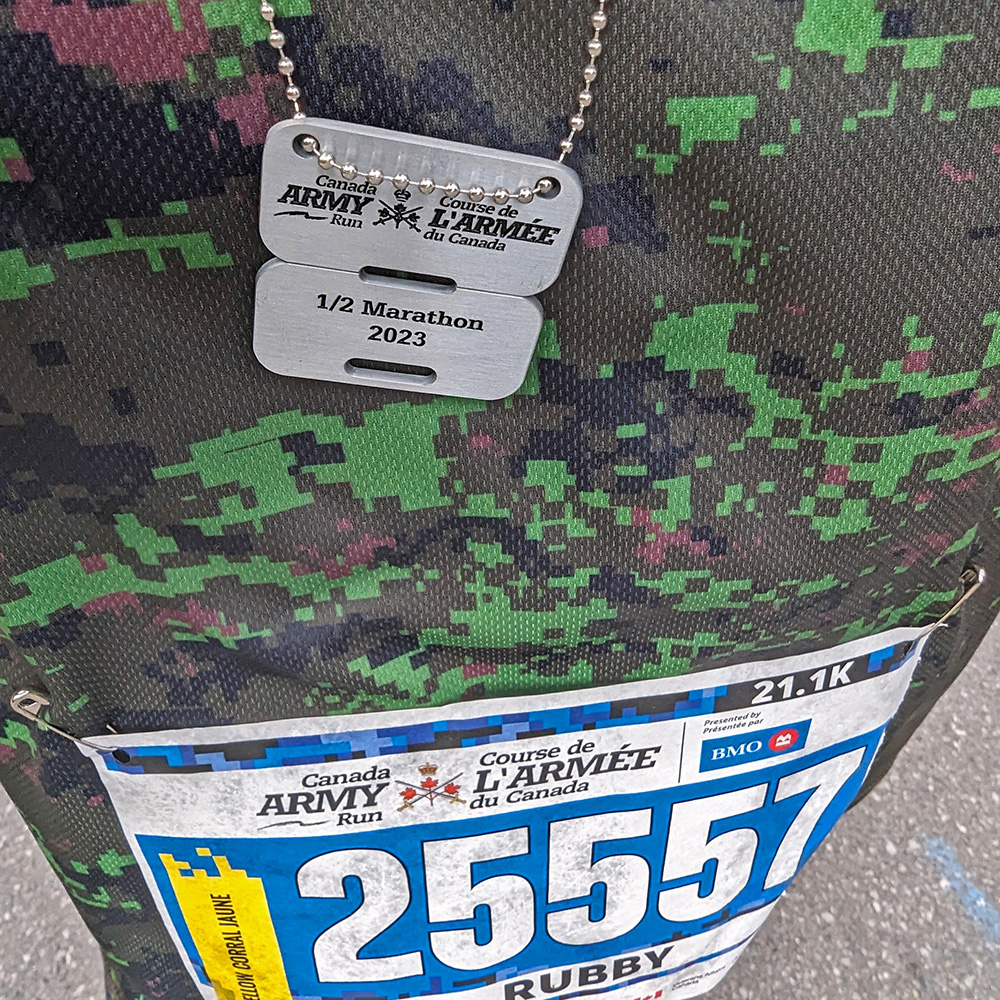 Canada
ARMY
Run
Course de
L'ARMÉE
du Canada
1/2 Marathon
2023
21.1K
Presented by
Présentée par
BMO
Canada
ARMY
Run
Course de
L'ARMÉE
du Canada
25557
CORRAL JAUNE
RUBBY